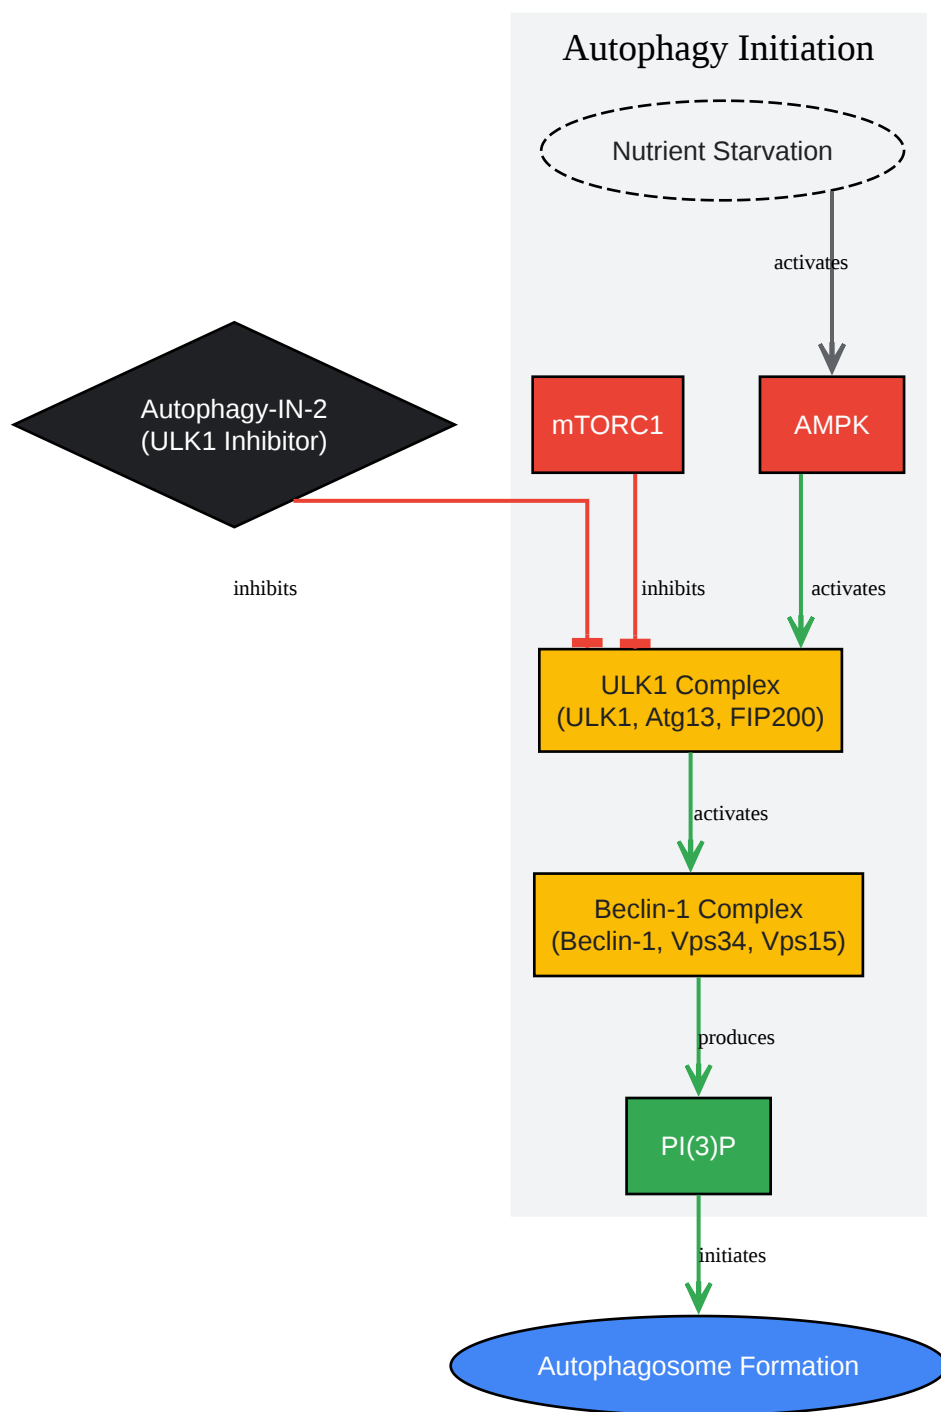 Autophagy Initiation
Nutrient Starvation
activates
Autophagy-IN-2
(ULK1 Inhibitor)
mTORC1
AMPK
inhibits
inhibits
activates
ULK1 Complex
(ULK1, Atg13, FIP200)
activates
Beclin-1 Complex
(Beclin-1, Vps34, Vps15)
produces
PI(3)P
initiates
Autophagosome Formation